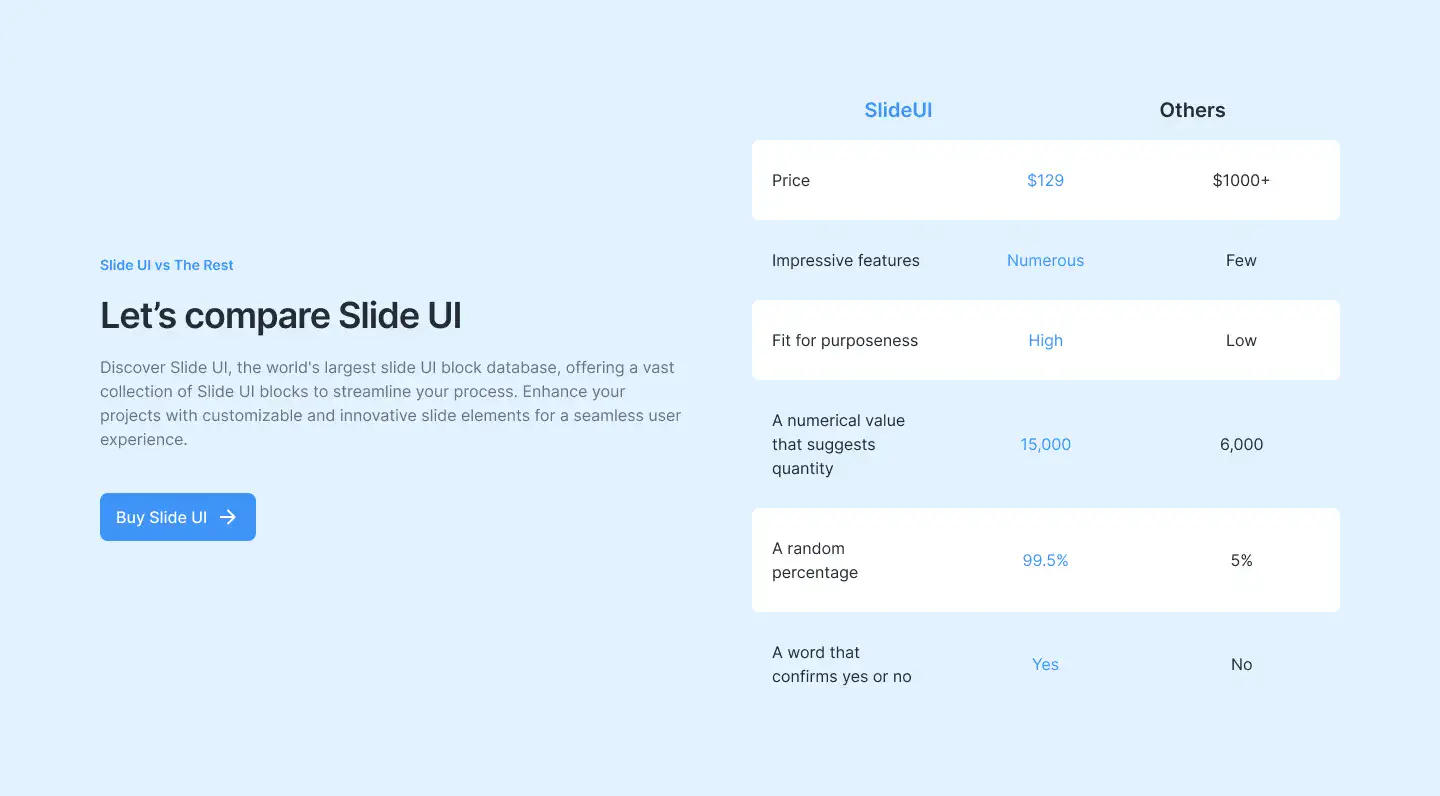 Slide UI vs The Rest
Let’s compare Slide UI
Discover Slide UI, the world's largest slide UI block database, offering a vast
collection of Slide UI blocks to streamline your process. Enhance your
projects with customizable and innovative slide elements for a seamless user
experience.
Buy Slide UI
SlideUI Others
Price $129 $1000+
Impressive features Numerous Few
Fit for purposeness High Low
A numerical value
that suggests 15,000 6,000
quantity
A random
percentage 99.5% 5%
A word that
confirms yes or no Yes No